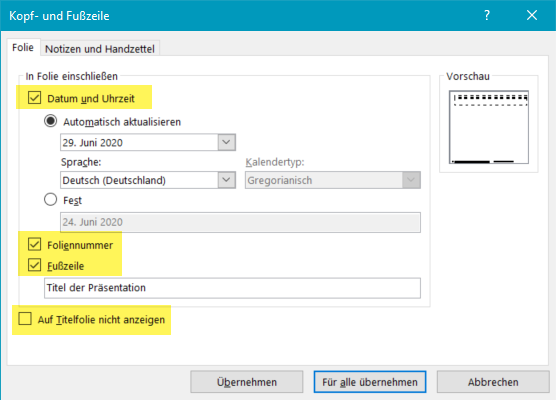 Kopf- und Fußzeile
?
Folie
Notizen und Handzettel
In Folie einschließen
Vorschau
Datum und Uhrzeit
Automatisch aktualisieren
29. Juni 2020
Sprache:
Kalendertyp:
Deutsch (Deutschland)
Gregorianisch
Fest
24. Juni 2020
Foliennummer
Fußzeile
Titel der Präsentation
Auf Titelfolie nicht anzeigen
Übernehmen
Für alle übernehmen
Abbrechen